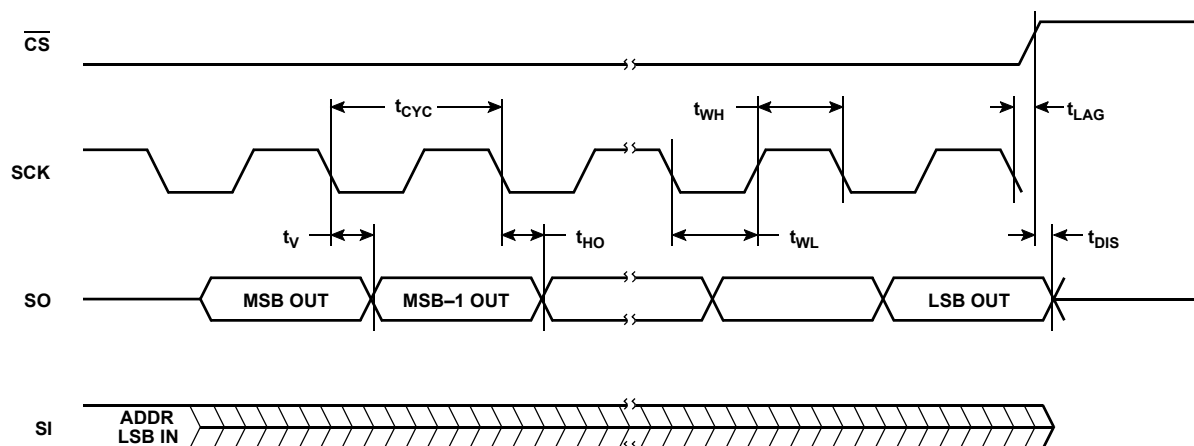 CS
tCYC
tWH
tLAG
SCK
tV
tHO
tWL
tDIS
SO
MSB OUT
MSB–1 OUT
LSB OUT
SI
ADDR
LSB IN